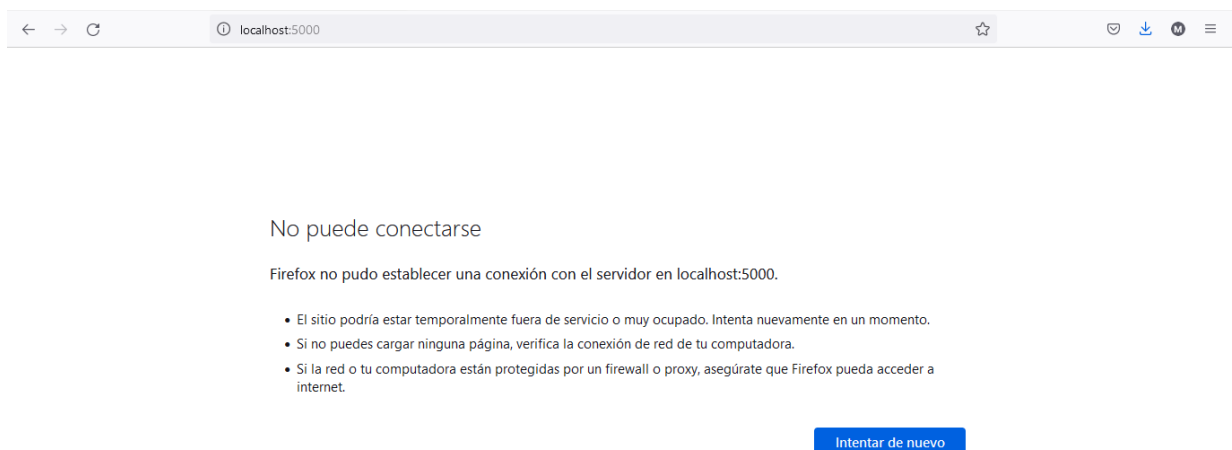 localhost:5000
M
No puede conectarse
Firefox no pudo establecer una conexión con el servidor en localhost:5000.
• El sitio podría estar temporalmente fuera de servicio o muy ocupado. Intenta nuevamente en un momento.
• Si no puedes cargar ninguna página, verifica la conexión de red de tu computadora.
• Si la red o tu computadora están protegidas por un firewall o proxy, asegúrate que Firefox pueda acceder a
internet.
Intentar de nuevo